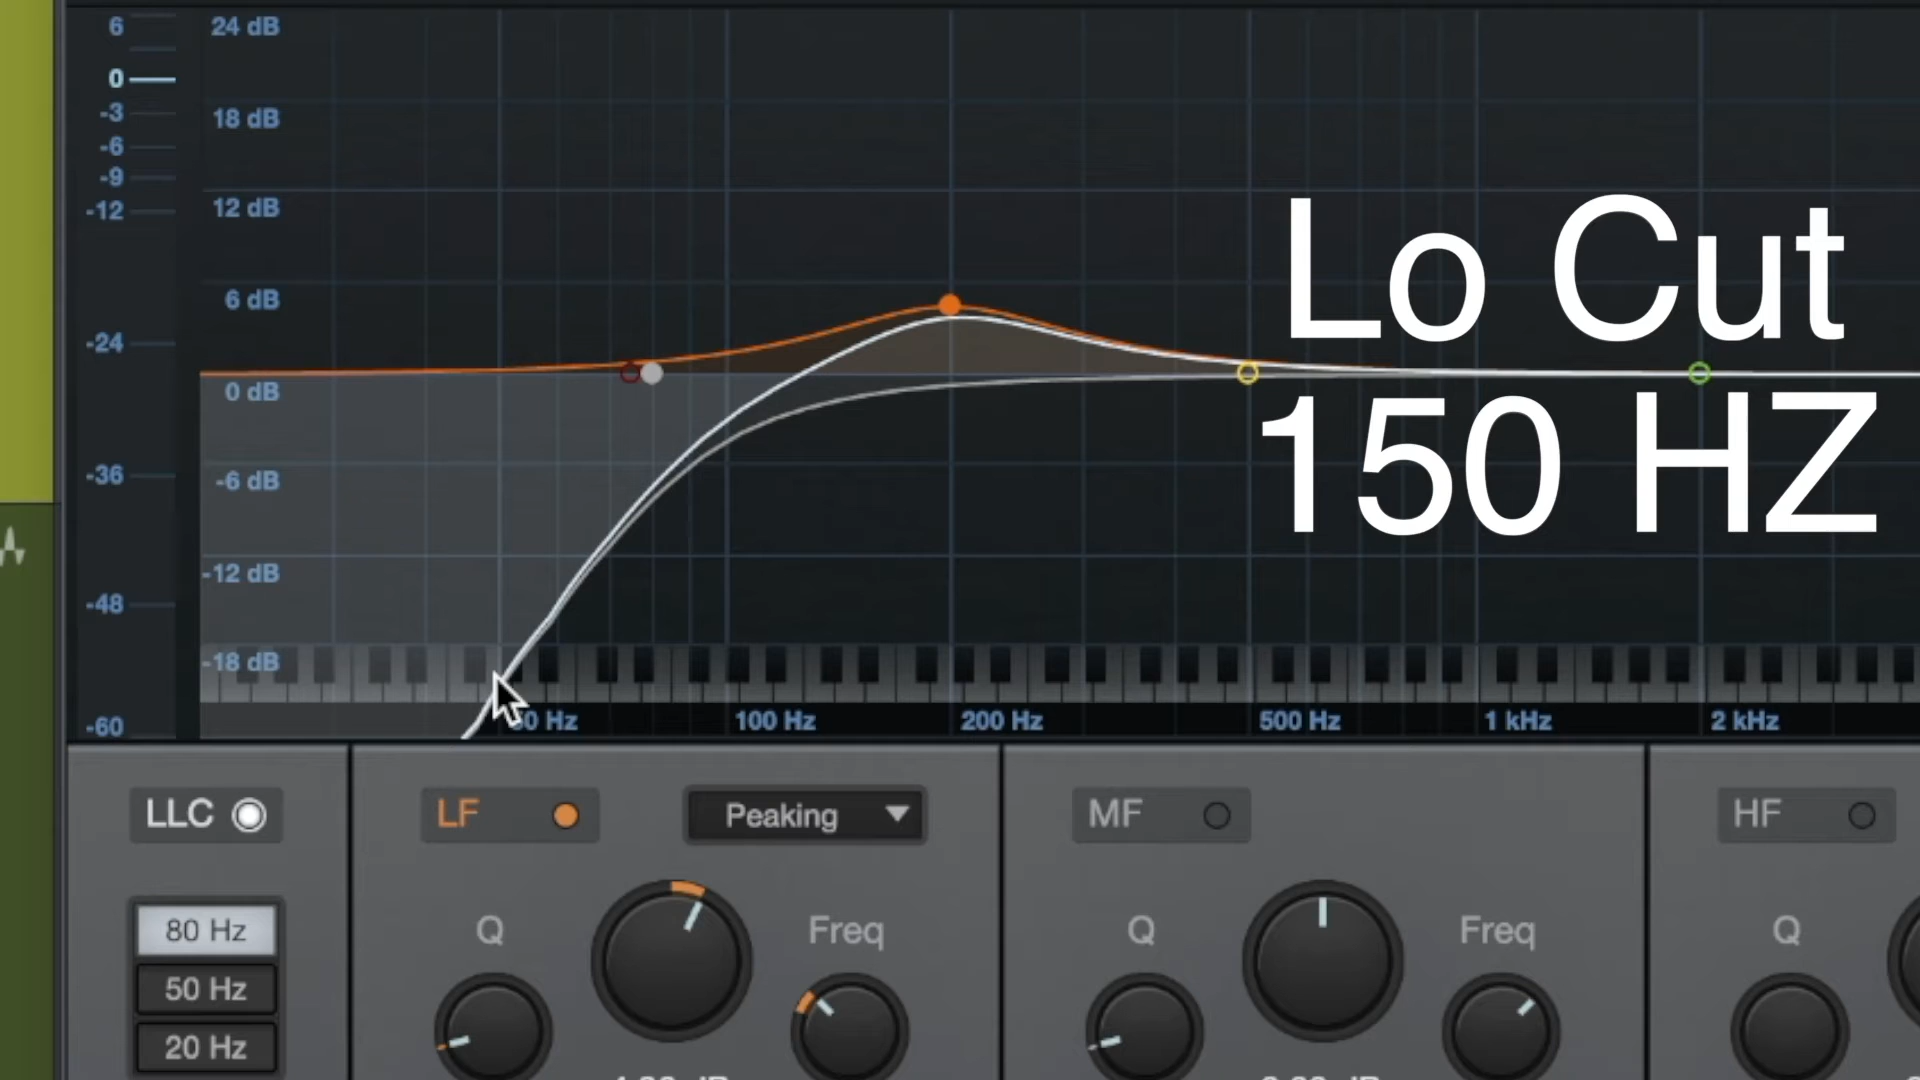 6
0
-3
-6
-9
-12
-24
-36
-48
-60
24 dB
18 dB
12 dB
6 dB
0 dB
-6 dB
-12 dB
-18 dB
Lo Cut
150 HZ
100 Hz
200 Hz
500 Hz
1 kHz
2 kHz
LLC
LF
Peaking
MF
HF
80 Hz
50 Hz
20 Hz
Q
Freq
Q
Freq
Q